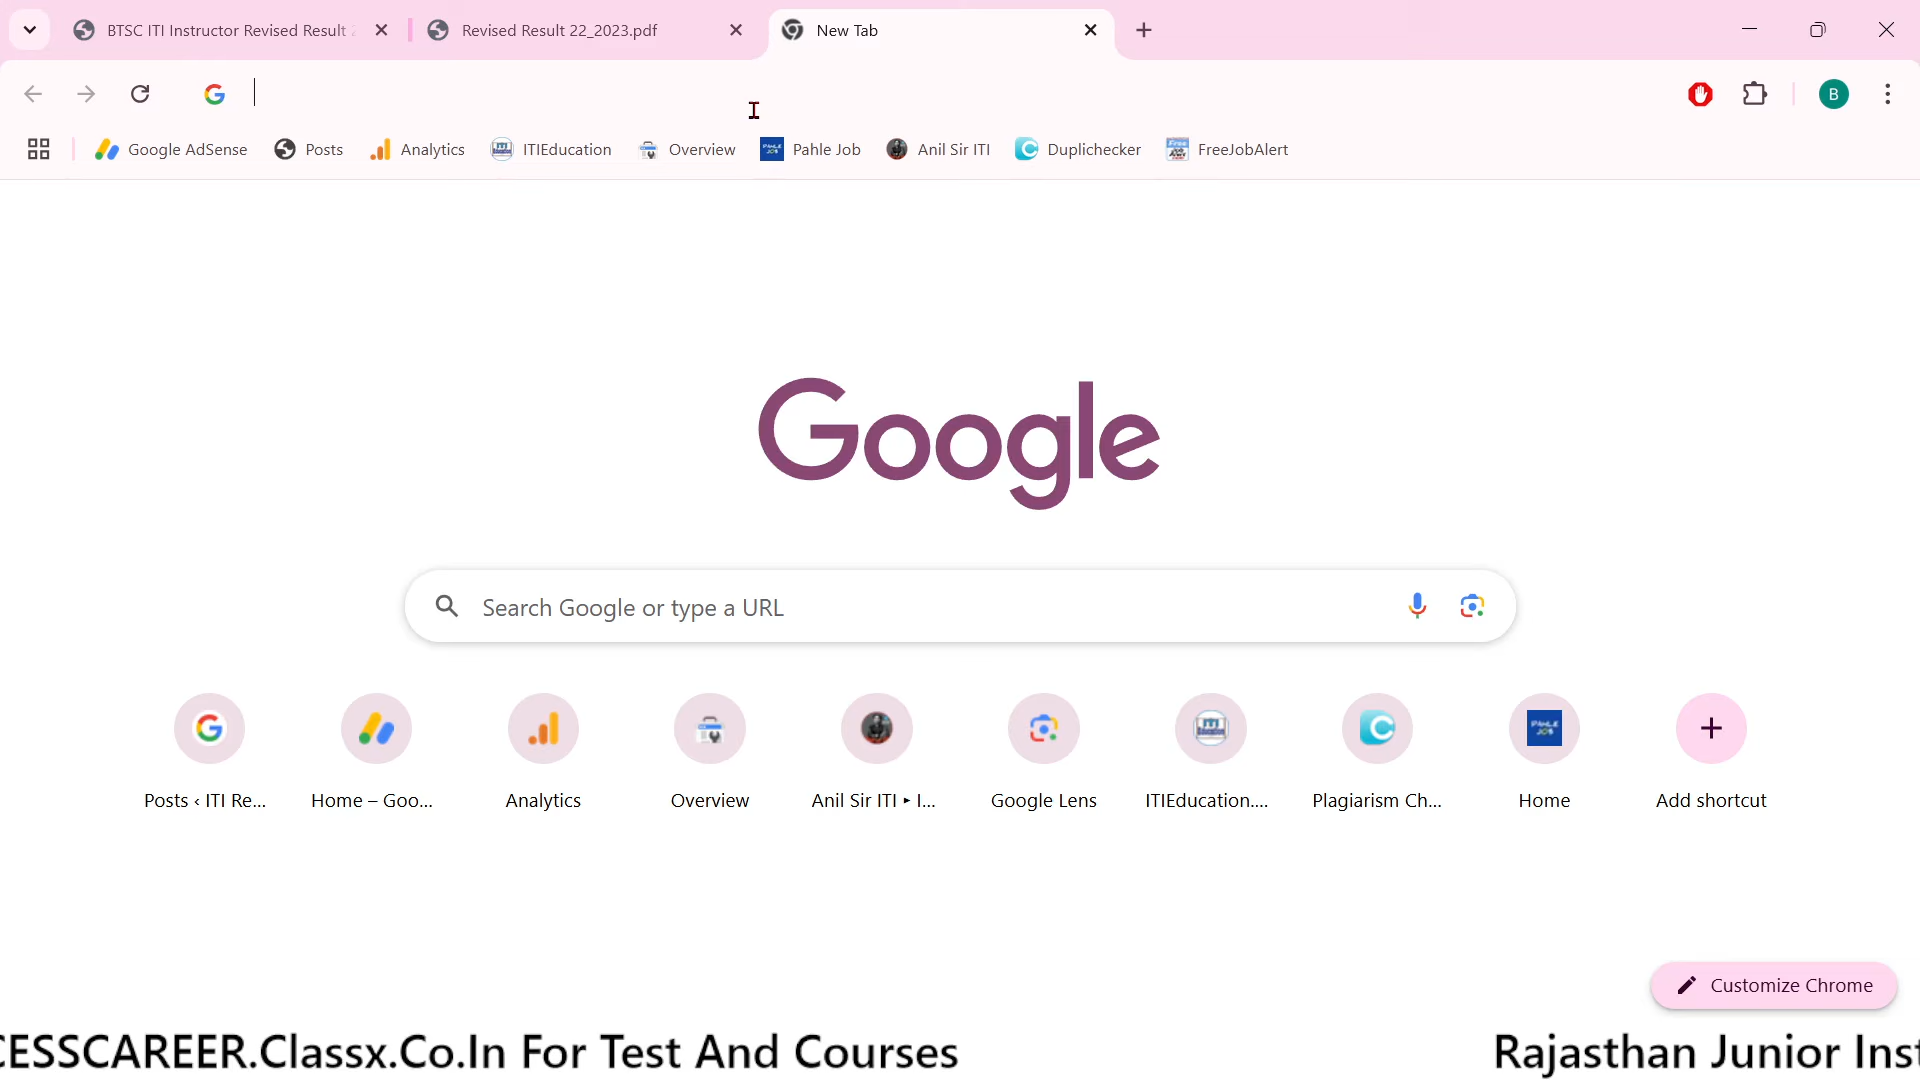 BTSC ITI Instructor Revised Result
Revised Result 22_2023.pdf
New Tab
B
Google AdSense
Posts
Analytics
ITIEducation
Overview
Pahle Job
Anil Sir ITI
Duplichecker
FreeJobAlert
Google
Search Google or type a URL
Posts ‹ ITI Re...
Home – Goo...
Analytics
Overview
Anil Sir ITI ▸ I...
Google Lens
ITIEducation....
Plagiarism Ch...
Home
Add shortcut
Customize Chrome
CESSCAREER.Classx.Co.In For Test And Courses
Rajasthan Junior Inst